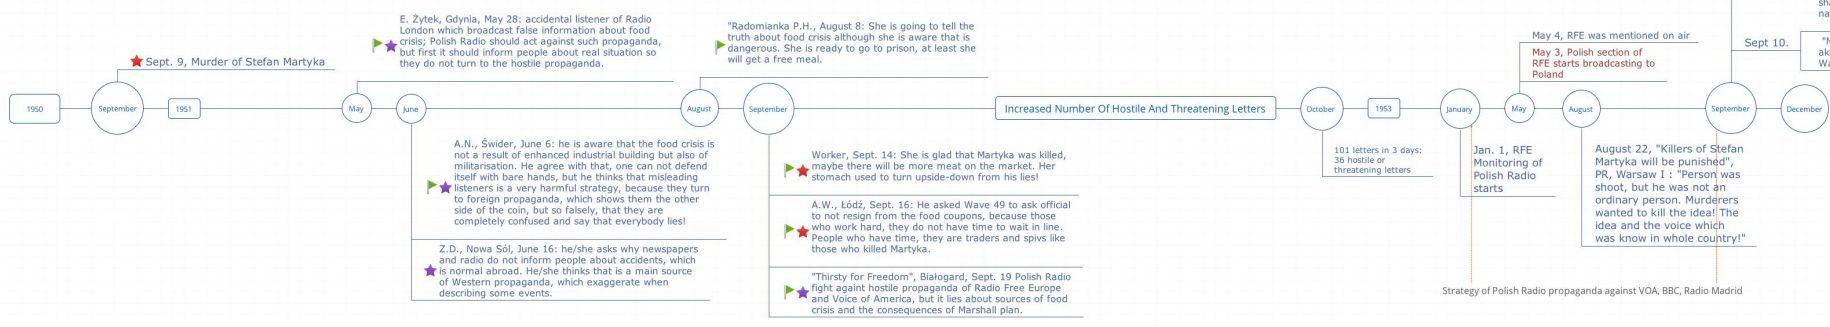 E. Żytek, Gdynia, May 28: accidental listener of Radio
London which broadcast false information about food
crisis; Polish Radio should act against such propaganda,
but first it should inform people about real situation so
they do not turn to the hostile propaganda.
"Radomianka P.H., August 8: She is going to tell the
truth about food crisis although she is aware that is
dangerous. She is ready to go to prison, at least she
will get a free meal.
Sept. 9, Murder of Stefan Martyka
May 4, RFE was mentioned on air
May 3, Polish section of
RFE starts broadcasting to
Poland
Sept 10.
1950
September
1951
May
June
August
September
Increased Number Of Hostile And Threatening Letters
October
1953
January
May
August
September
December
A.N., Świder, June 6: he is aware that the food crisis is
not a result of enhanced industrial building but also of
militarisation. He agree with that, one can not defend
itself with bare hands, but he thinks that misleading
listeners is a very harmful strategy, because they turn
to foreign propaganda, which shows them the other
side of the coin, but so falsely, that they are
completely confused and say that everybody lies!
Z.D., Nowa Sól, June 16: he/she asks why newspapers
and radio do not inform people about accidents, which
is normal abroad. He/she thinks that is a main source
of Western propaganda, which exaggerate when
describing some events.
Worker, Sept. 14: She is glad that Martyka was killed,
maybe there will be more meat on the market. Her
stomach used to turn upside-down from his lies!
A.W., Łódź, Sept. 16: He asked Wave 49 to ask official
to not resign from the food coupons, because those
who work hard, they do not have time to wait in line.
People who have time, they are traders and spivs like
those who killed Martyka.
"Thirsty for Freedom", Białogard, Sept. 19 Polish Radio
fight againt hostile propaganda of Radio Free Europe
and Voice of America, but it lies about sources of food
crisis and the consequences of Marshall plan.
101 letters in 3 days:
36 hostile or
threatening letters
Jan. 1, RFE
Monitoring of
Polish Radio
starts
August 22, "Killers of Stefan
Martyka will be punished",
PR, Warsaw I : "Person was
shoot, but he was not an
ordinary person. Murderers
wanted to kill the idea! The
idea and the voice which
was know in whole country!"
Strategy of Polish Radio propaganda against VOA, BBC, Radio Madrid